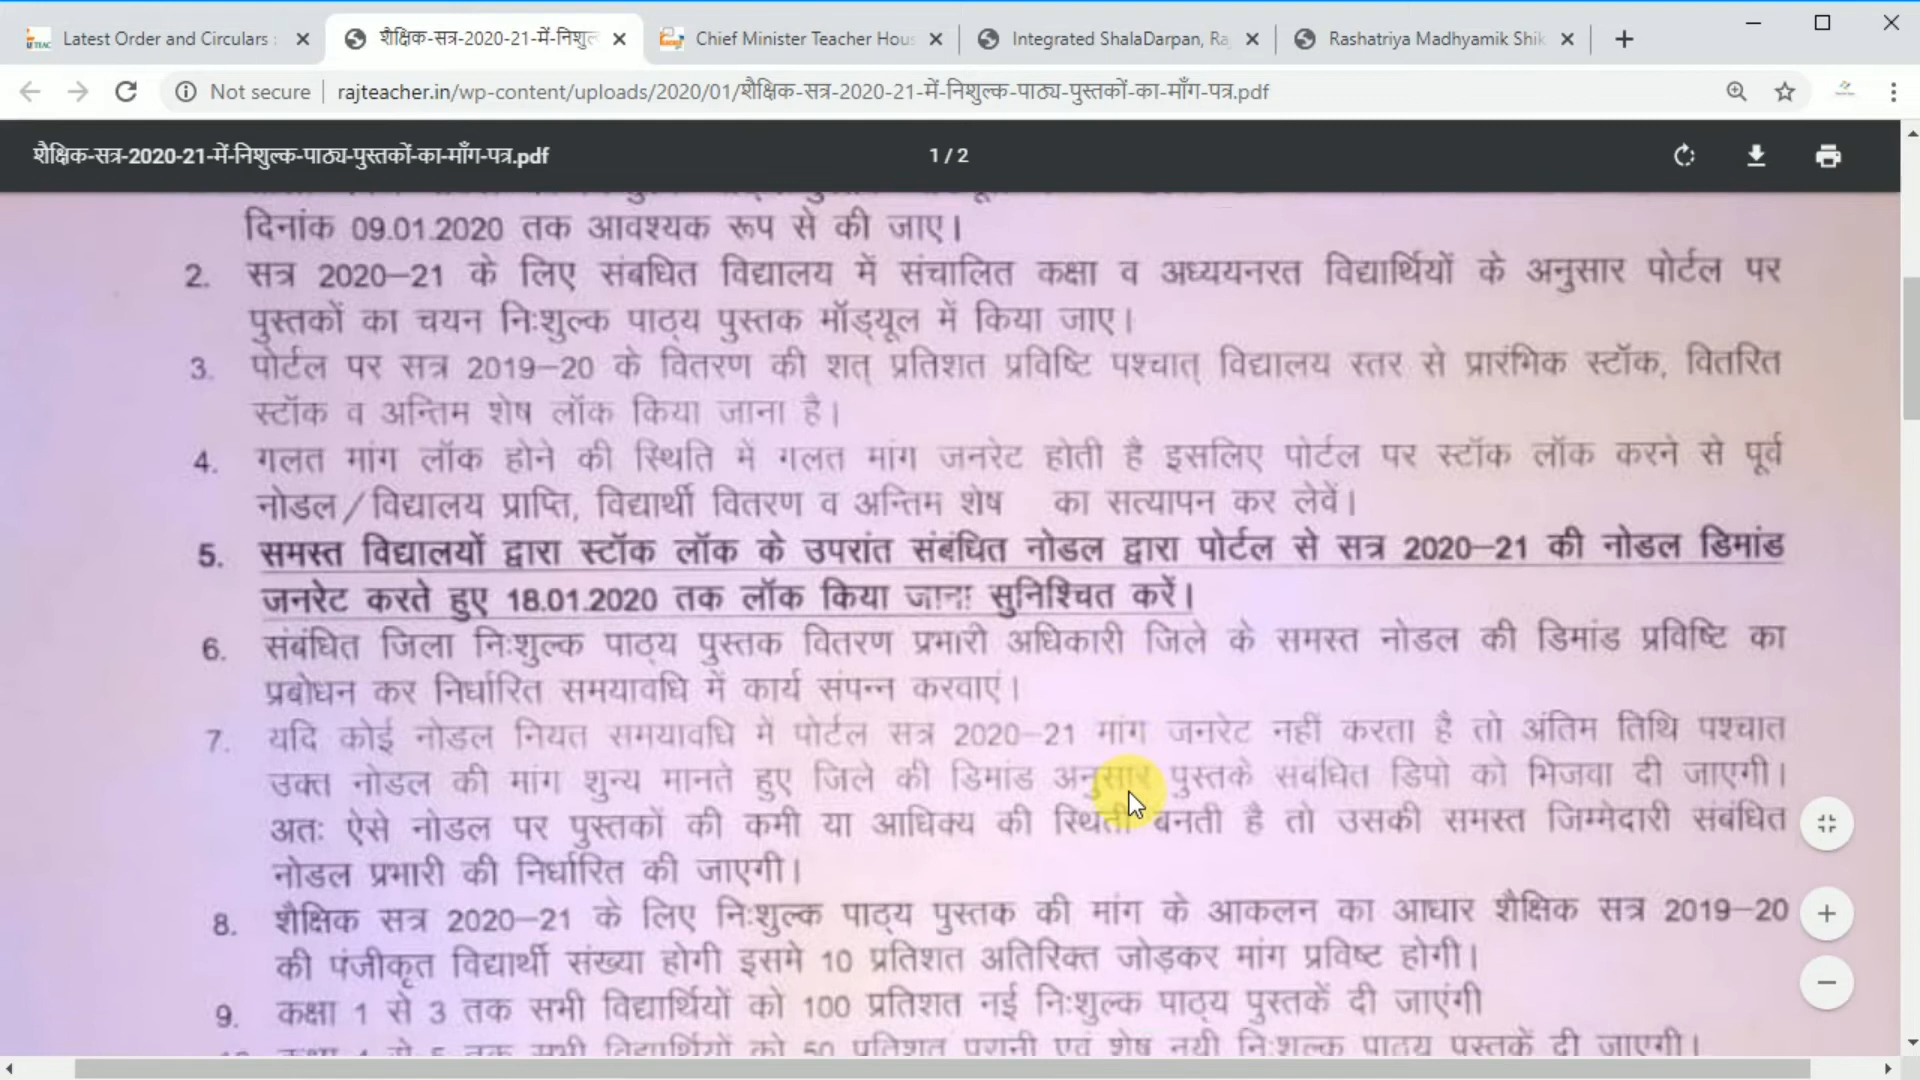 Latest Order and Circulars
शैक्षिक-सत्र-2020-21-में-निशुल
Chief Minister Teacher Hous
Integrated ShalaDarpan, Ra
Rashatriya Madhyamik Shik
Not secure
rajteacher.in/wp-content/uploads/2020/01/शैक्षिक-सत्र-2020-21-में-निशुल्क-पाठ्य-पुस्तकों-का-माँग-पत्र.pdf
शैक्षिक-सत्र-2020-21-में-निशुल्क-पाठ्य-पुस्तकों-का-माँग-पत्र.pdf
1 / 2
दिनांक 09.01.2020 तक आवश्यक रूप से की जाए।
2. सत्र 2020–21 के लिए संबधित विद्यालय में संचालित कक्षा व अध्ययनरत विद्यार्थियों के अनुसार पोर्टल पर
पुस्तकों का चयन निःशुल्क पाठ्य पुस्तक मॉड्यूल में किया जाए।
3. पोर्टल पर सत्र 2019–20 के वितरण की शत् प्रतिशत प्रविष्टि पश्चात् विद्यालय स्तर से प्रारंभिक स्टॉक, वितरित
स्टॉक व अन्तिम शेष लॉक किया जाना है।
4. गलत मांग लॉक होने की स्थिति में गलत मांग जनरेट होती है इसलिए पोर्टल पर स्टॉक लॉक करने से पूर्व
नोडल/विद्यालय प्राप्ति, विद्यार्थी वितरण व अन्तिम शेष का सत्यापन कर लेवें।
5. समस्त विद्यालयों द्वारा स्टॉक लॉक के उपरांत संबंधित नोडल द्वारा पोर्टल से सत्र 2020–21 की नोडल डिमांड
जनरेट करते हुए 18.01.2020 तक लॉक किया जाना सुनिश्चित करें।
6. संबंधित जिला निःशुल्क पाठ्य पुस्तक वितरण प्रभारी अधिकारी जिले के समस्त नोडल की डिमांड प्रविष्टि का
प्रबोधन कर निर्धारित समयावधि में कार्य संपन्न करवाएं।
7. यदि कोई नोडल नियत समयावधि में पोर्टल सत्र 2020–21 मांग जनरेट नहीं करता है तो अंतिम तिथि पश्चात
उक्त नोडल की मांग शुन्य मानते हुए जिले की डिमांड अनुसार पुस्तके संबंधित डिपो को भिजवा दी जाएगी।
अतः ऐसे नोडल पर पुस्तकों की कमी या आधिक्य की स्थिती बनती है तो उसकी समस्त जिम्मेदारी संबंधित
नोडल प्रभारी की निर्धारित की जाएगी।
8. शैक्षिक सत्र 2020–21 के लिए निःशुल्क पाठ्य पुस्तक की मांग के आकलन का आधार शैक्षिक सत्र 2019–20
की पंजीकृत विद्यार्थी संख्या होगी इसमे 10 प्रतिशत अतिरिक्त जोड़कर मांग प्रविष्ट होगी।
9. कक्षा 1 से 3 तक सभी विद्यार्थियों को 100 प्रतिशत नई निःशुल्क पाठ्य पुस्तकें दी जाएंगी
तक सभी विद्यार्थियों को 50 प्रतिशत पुरानी एवं शेष नयी निःशुल्क पाठ्य पुस्तकें दी जाएगी।